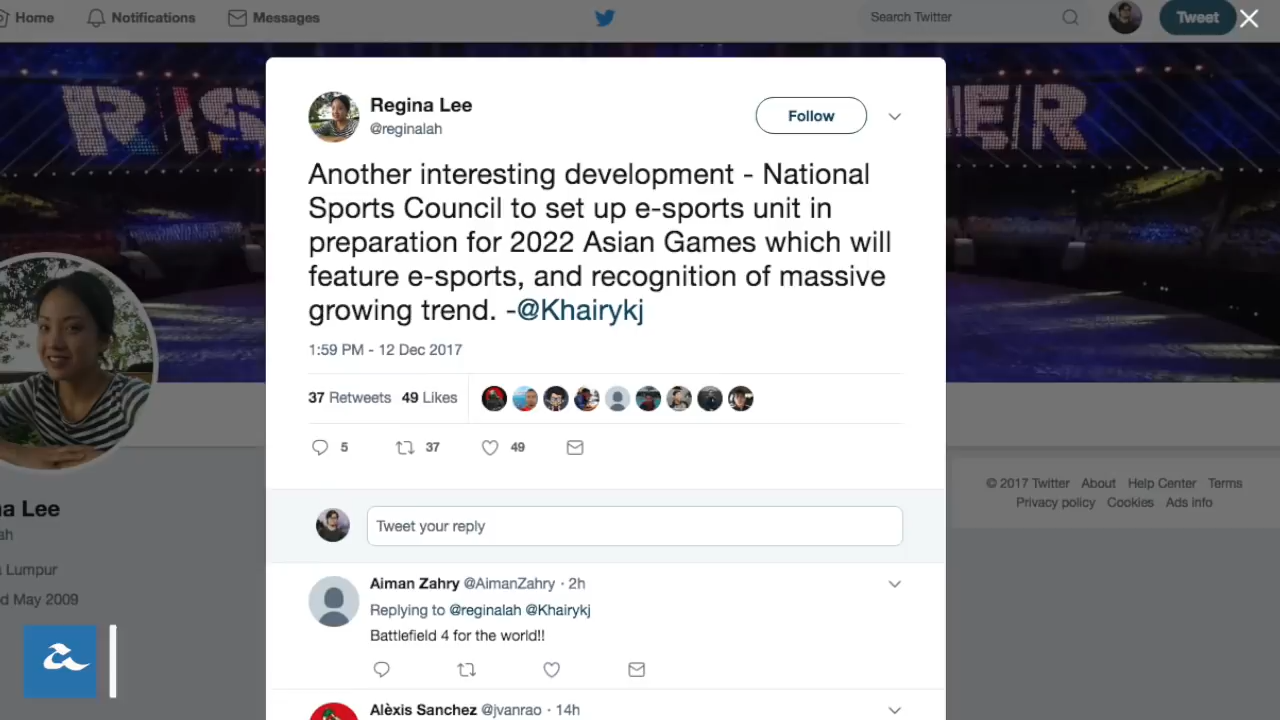 Home
Notifications
Messages
Search Twitter
Tweet
Regina Lee
@reginalah
Follow
Another interesting development - National
Sports Council to set up e-sports unit in
preparation for 2022 Asian Games which will
feature e-sports, and recognition of massive
growing trend. -@Khairykj
1:59 PM - 12 Dec 2017
37 Retweets 49 Likes
5 37 49
Tweet your reply
Aiman Zahry @AimanZahry · 2h
Replying to @reginalah @Khairykj
Battlefield 4 for the world!!
Alèxis Sanchez @jvanrao · 14h
a Lee
ah
Lumpur
d May 2009
© 2017 Twitter About Help Center Terms
Privacy policy Cookies Ads info